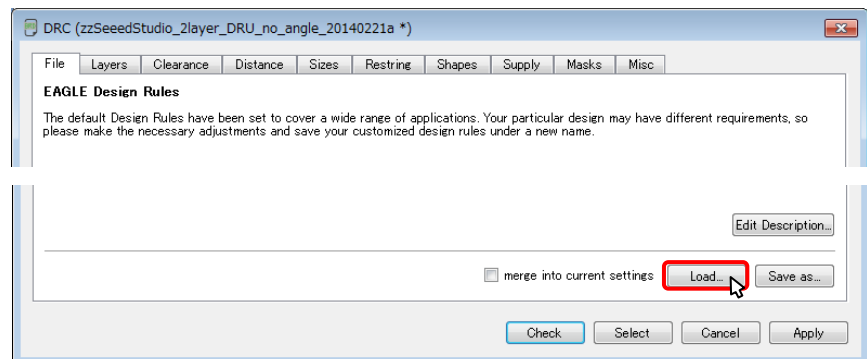 DRC (zzSeeedStudio_2layer_DRU_no_angle_20140221a *)
File Layers Clearance Distance Sizes Restring Shapes Supply Masks Misc
EAGLE Design Rules
The default Design Rules have been set to cover a wide range of applications. Your particular design may have different requirements, so
please make the necessary adjustments and save your customized design rules under a new name.
Edit Description...
merge into current settings Load... Save as...
Check Select Cancel Apply